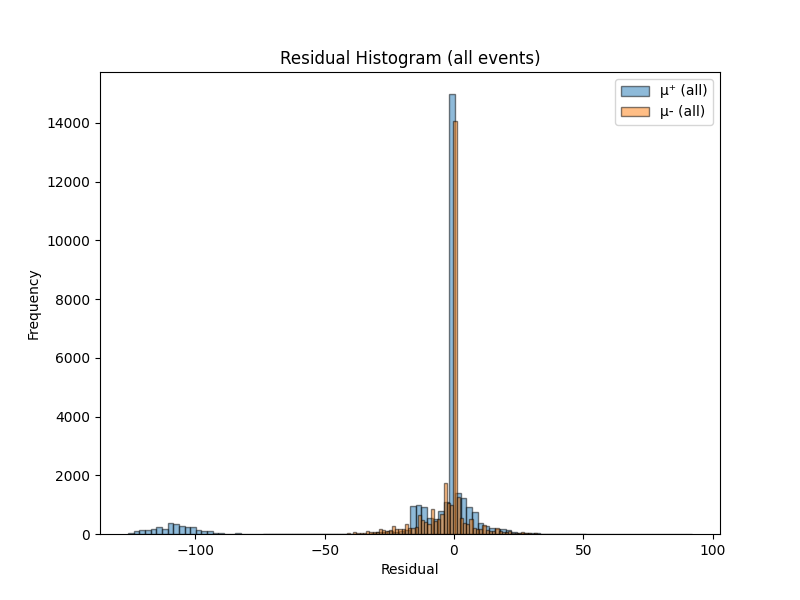 Residual Histogram (all events)
μ⁺ (all)
μ- (all)
14000
12000
10000
8000
6000
4000
2000
0
Frequency
−100
−50
0
50
100
Residual